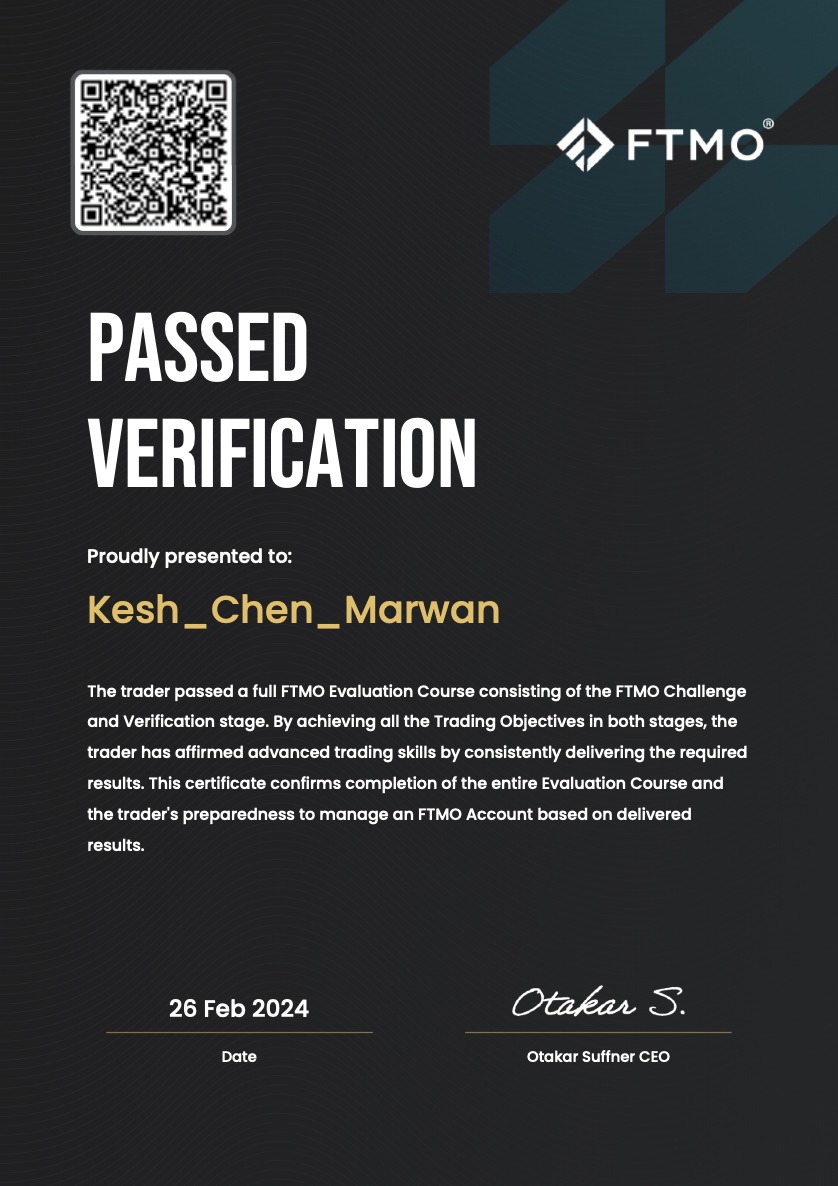 FTMO®
PASSED
VERIFICATION
Proudly presented to:
Kesh_Chen_Marwan
The trader passed a full FTMO Evaluation Course consisting of the FTMO Challenge
and Verification stage. By achieving all the Trading Objectives in both stages, the
trader has affirmed advanced trading skills by consistently delivering the required
results. This certificate confirms completion of the entire Evaluation Course and
the trader's preparedness to manage an FTMO Account based on delivered
results.
26 Feb 2024
Otakar S.
Date
Otakar Suffner CEO